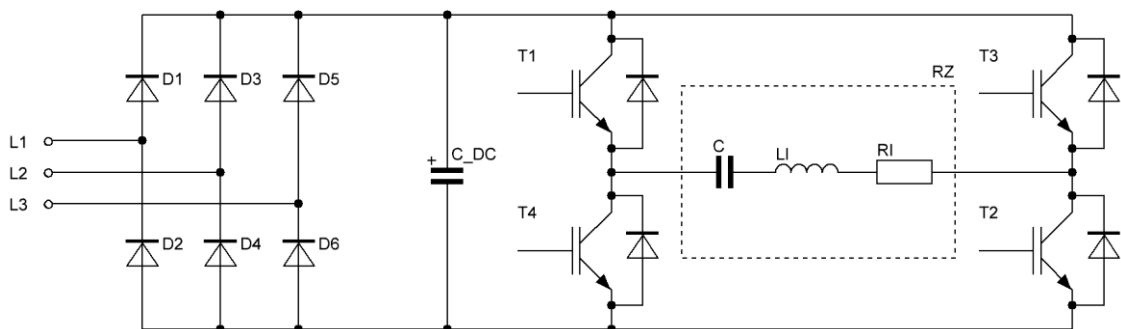 T1
T3
RZ
D1
D3
D5
L1
C
LI
RI
C_DC
+
L2
L3
T4
T2
D2
D4
D6